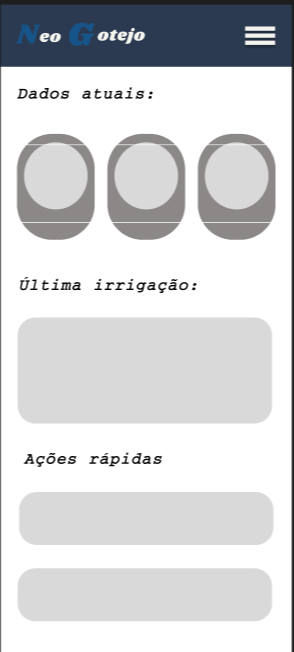 Neo Gotejo
Dados atuais:
Última irrigação:
Ações rápidas